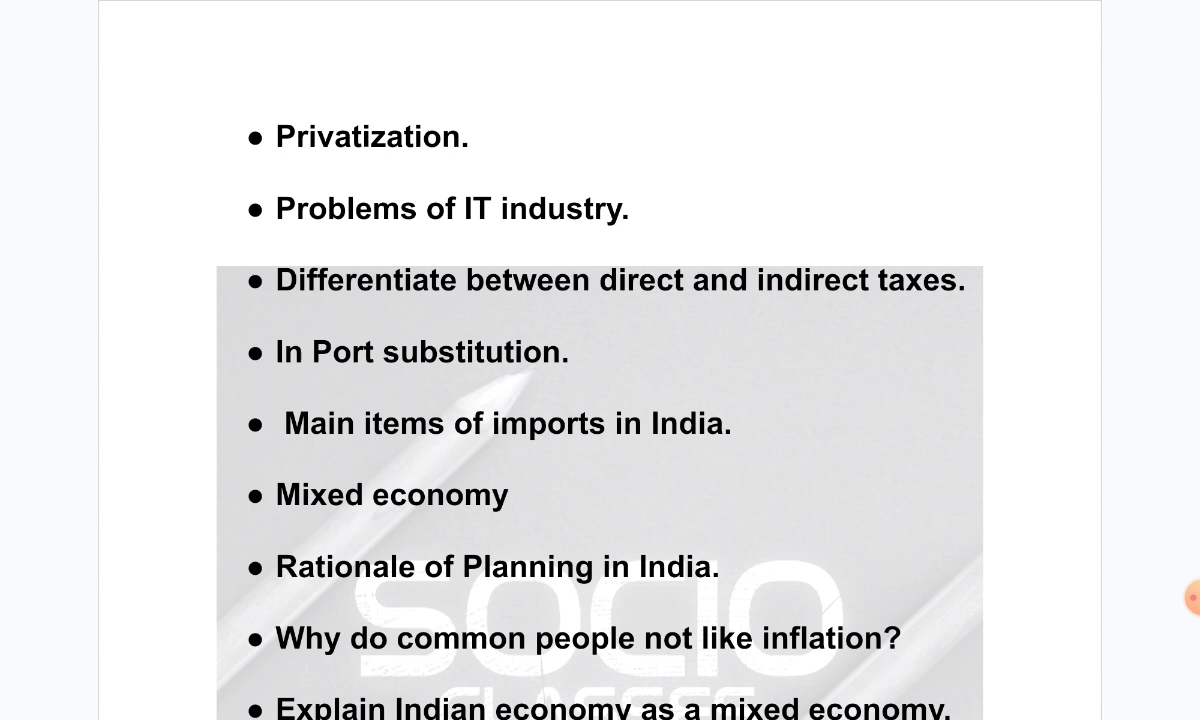 ● Privatization.
● Problems of IT industry.
● Differentiate between direct and indirect taxes.
● In Port substitution.
● Main items of imports in India.
● Mixed economy
● Rationale of Planning in India.
SOCIO
● Why do common people not like inflation?
CLASSES
● Explain Indian economy as a mixed economy.